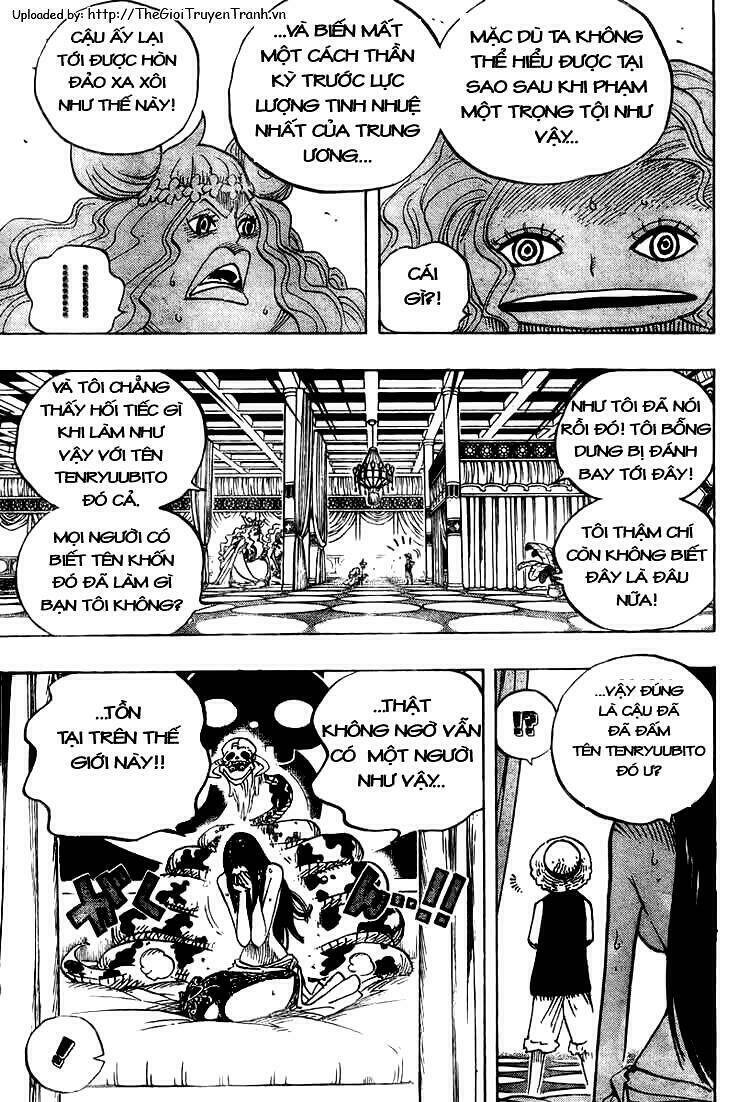 Uploaded by: http://TheGioiTruyenTranh.vn
MẶC DÙ TA KHÔNG
THỂ HIỂU ĐƯỢC TẠI
SAO SAU KHI PHẠM
MỘT TRỌNG TỘI NHƯ
VẬY...
CÁI
GÌ?!
...VÀ BIẾN MẤT
MỘT CÁCH THẦN
KỲ TRƯỚC LỰC
LƯỢNG TINH NHUỆ
NHẤT CỦA TRUNG
ƯƠNG...
CẬU ẤY LẠI
TỚI ĐƯỢC HÒN
ĐẢO XA XÔI
NHƯ THẾ NÀY!
!!
NHƯ TÔI ĐÃ NÓI
RỒI ĐÓ! TÔI BỖNG
DƯNG BỊ ĐÁNH
BAY TỚI ĐÂY!
TÔI THẬM CHÍ
CÒN KHÔNG BIẾT
ĐÂY LÀ ĐÂU
NỮA!
VÀ TÔI CHẲNG
THẤY HỐI TIẾC GÌ
KHI LÀM NHƯ
VẬY VỚI TÊN
TENRYUUBITO
ĐÓ CẢ.
MỌI NGƯỜI CÓ
BIẾT TÊN KHỐN
ĐÓ ĐÃ LÀM GÌ
BẠN TÔI KHÔNG?
...VẬY ĐÚNG
LÀ CẬU ĐÃ
ĐÃ ĐẤM
TÊN TENRYUUBITO
ĐÓ Ư?
!?
...THẬT
KHÔNG NGỜ VẪN
CÓ MỘT NGƯỜI
NHƯ VẬY...
...TỒN
TẠI TRÊN THẾ
GIỚI NÀY!!
がくん…!!
!!